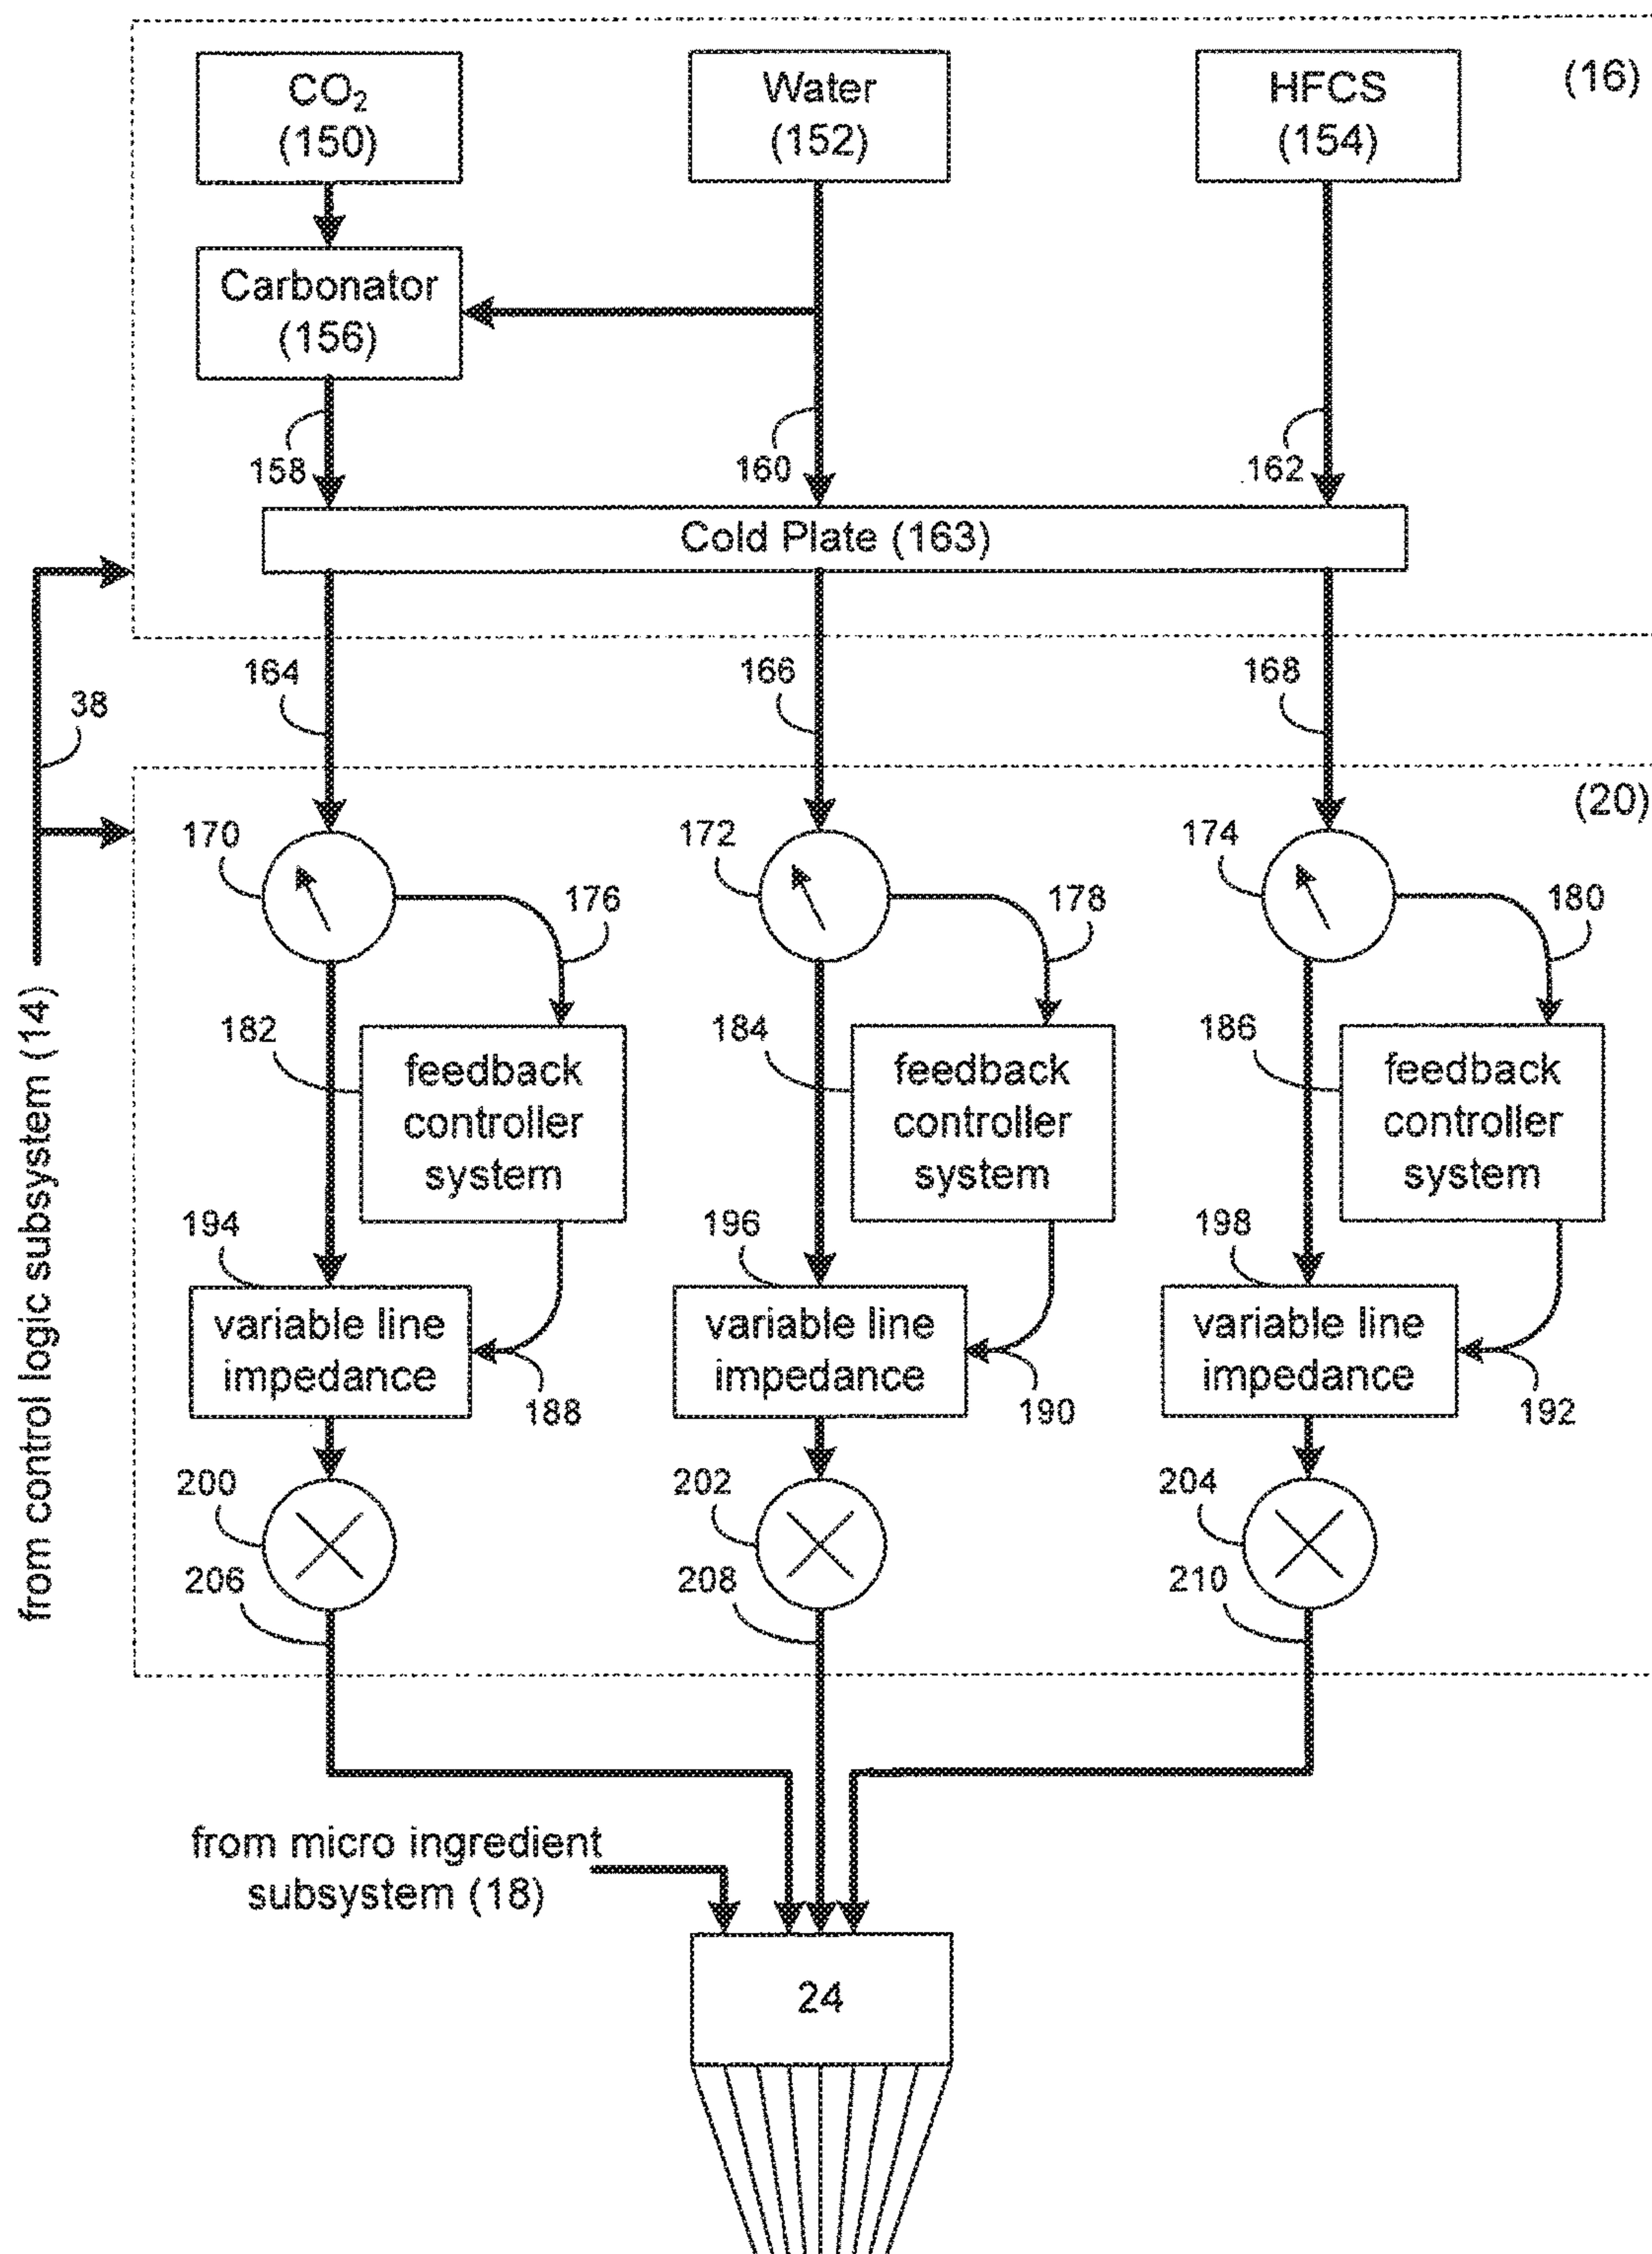 CO₂
(150)
Water
(152)
HFCS
(154)
(16)
Carbonator
(156)
158
160
162
Cold Plate (163)
164
166
168
38
(20)
170
172
174
176
178
180
from control logic subsystem (14)
182
184
186
feedback
controller
system
feedback
controller
system
feedback
controller
system
194
196
198
variable line
impedance
variable line
impedance
variable line
impedance
188
190
192
200
202
204
206
208
210
from micro ingredient
subsystem (18)
24